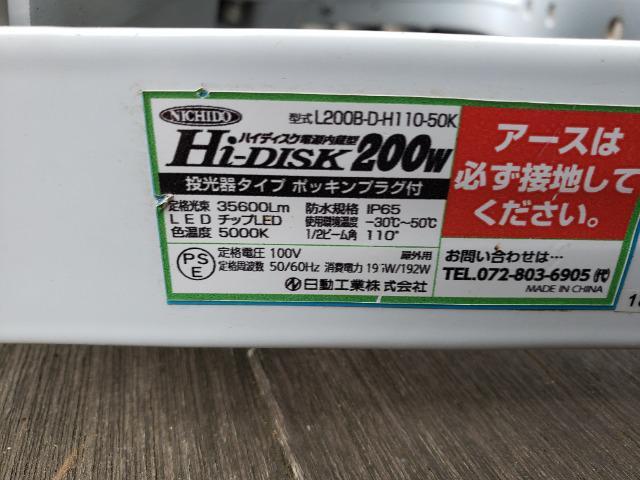 NICHIDO
型式 L200B-D-H110-50K
ハイディスク電源内蔵型
Hi-DISK 200W
投光器タイプ ポッキンプラグ付
定格光束 35600Lm 防水規格 IP65
LED チップLED 使用環境温度 -30℃~50℃
色温度 5000K 1/2ビーム角 110°
PS
E
定格電圧 100V 屋外用
定格周波数 50/60Hz 消費電力 /192W
日動工業株式会社
アースは
必ず接地して
ください。
お問い合わせは…
TEL.072-803-6905 ㈹
MADE IN CHINA